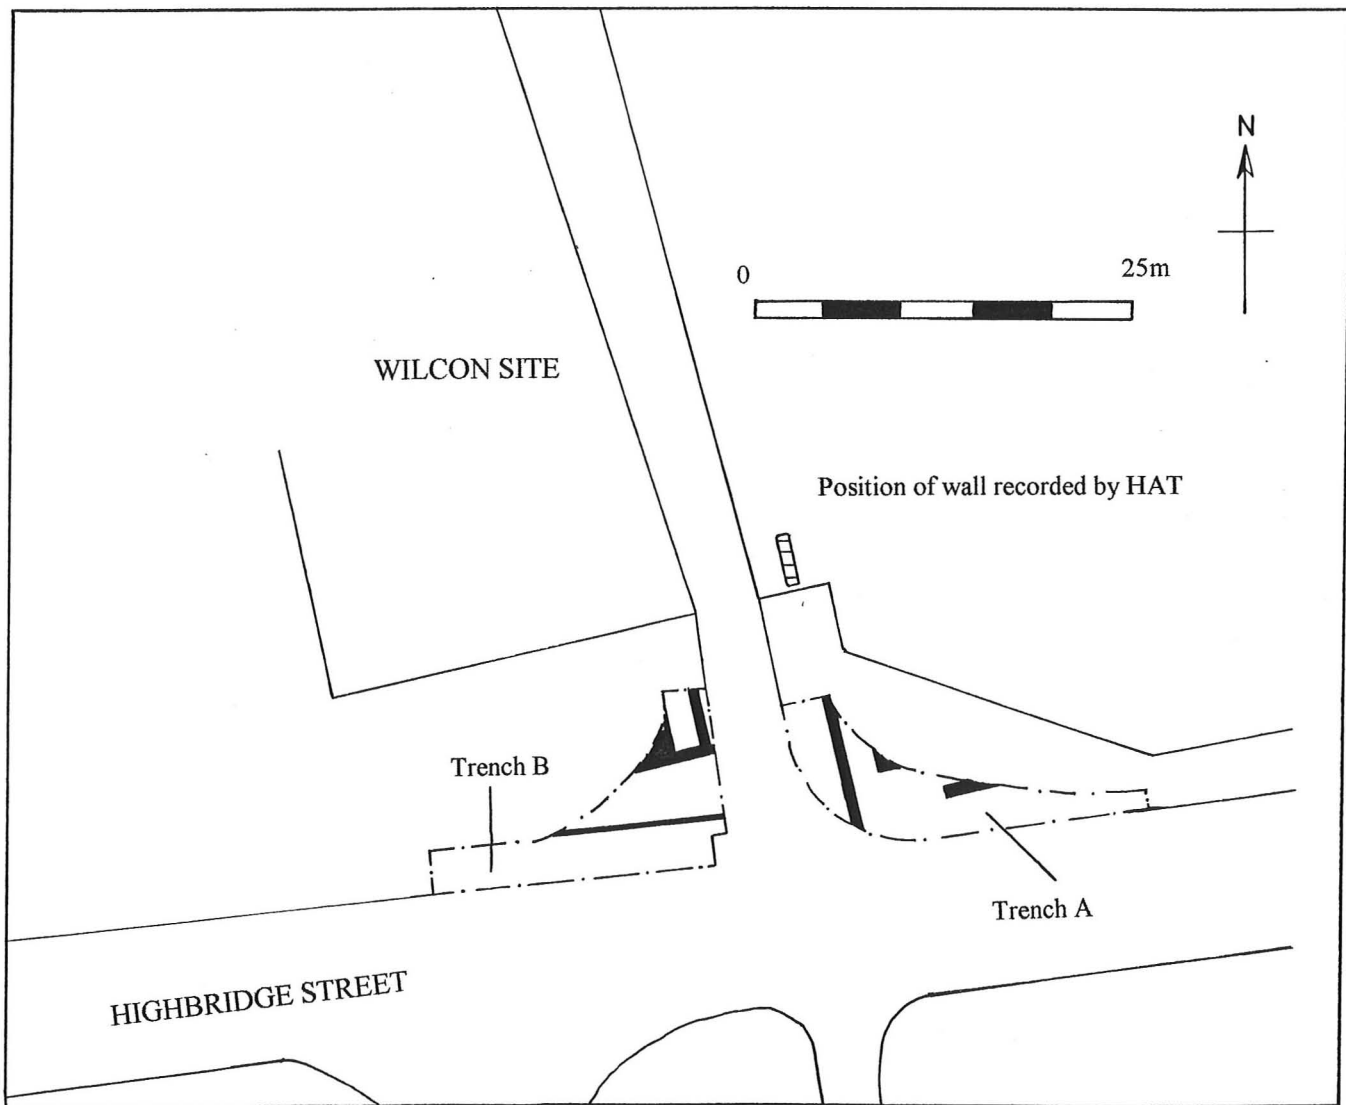 N
0
25m
WILCON SITE
Position of wall recorded by HAT
Trench B
Trench A
HIGHBRIDGE STREET